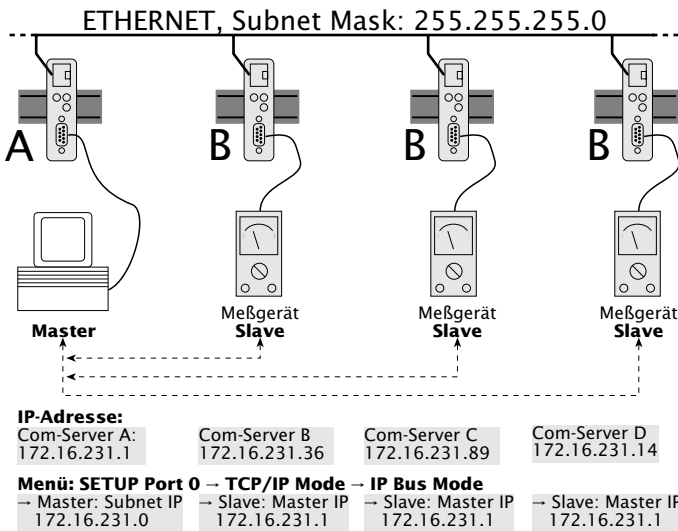 ETHERNET, Subnet Mask: 255.255.255.0
A B B B
Meßgerät Meßgerät Meßgerät
Master Slave Slave Slave
IP-Adresse:
Com-Server A: Com-Server B Com-Server C Com-Server D
172.16.231.1 172.16.231.36 172.16.231.89 172.16.231.14
Menü: SETUP Port 0 → TCP/IP Mode → IP Bus Mode
→ Master: Subnet IP → Slave: Master IP → Slave: Master IP → Slave: Master IP
172.16.231.0 172.16.231.1 172.16.231.1 172.16.231.1